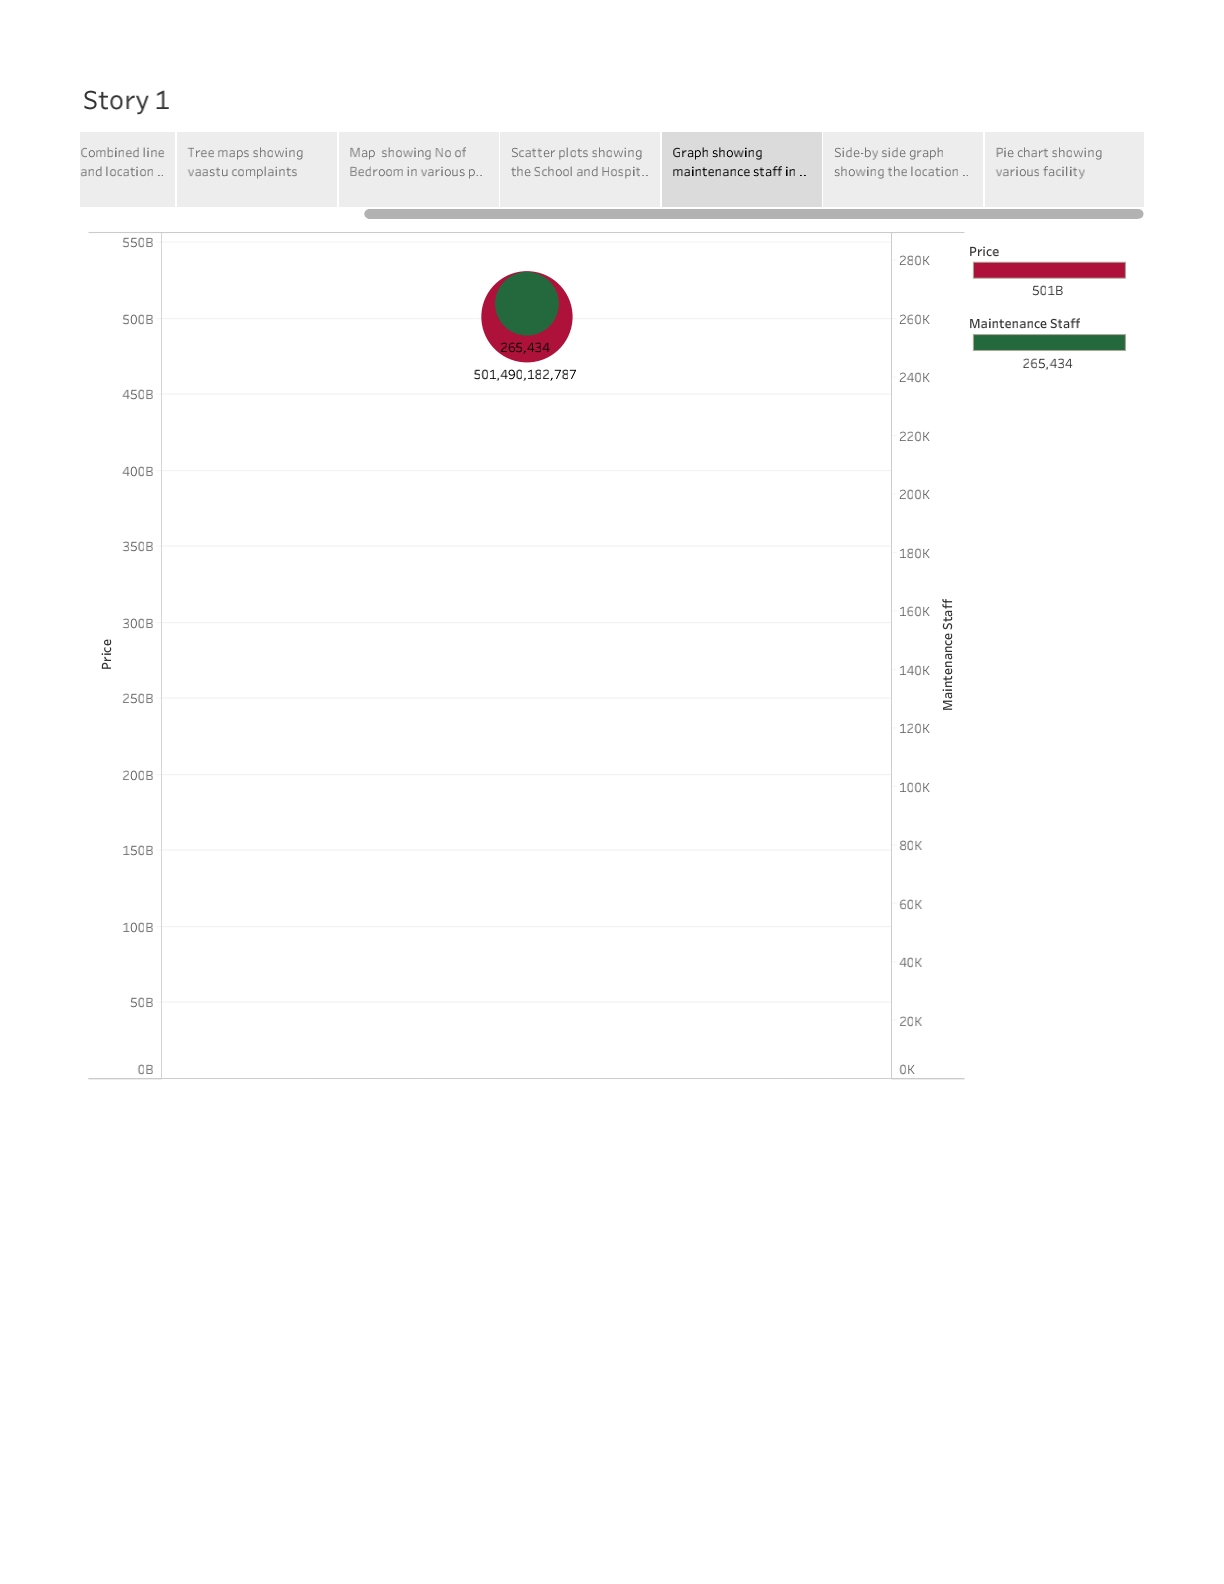 Story 1
Combined line
and location ..
Tree maps showing
vaastu complaints
Map  showing No of
Bedroom in various p..
Scatter plots showing
the School and Hospit..
Graph showing
maintenance staff in ..
Side-by side graph
showing the location ..
Pie chart showing
various facility
550B
500B
450B
400B
350B
300B
250B
200B
150B
100B
50B
0B
Price
265,434
501,490,182,787
280K
260K
240K
220K
200K
180K
160K
140K
120K
100K
80K
60K
40K
20K
0K
Maintenance Staff
Price
501B
Maintenance Staff
265,434